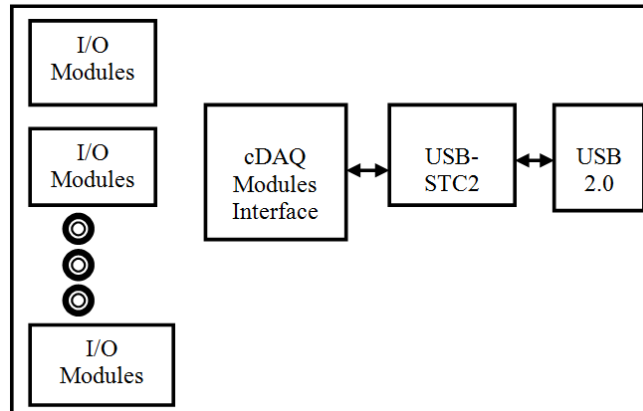 I/O
Modules
I/O
Modules
cDAQ
Modules
Interface
USB-
STC2
USB
2.0
I/O
Modules